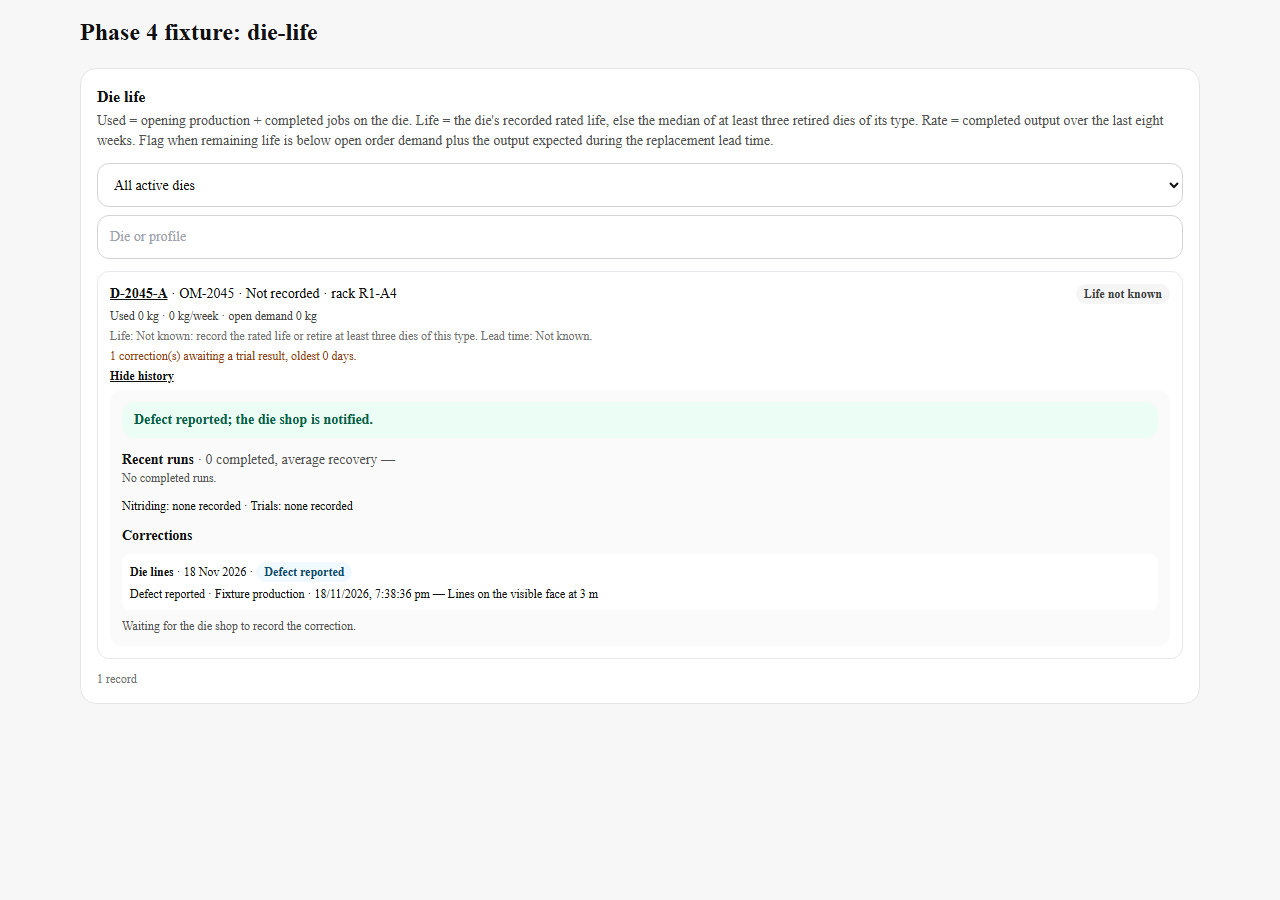 Phase 4 fixture: die-life
Die life
Used = opening production + completed jobs on the die. Life = the die's recorded rated life, else the median of at least three retired dies of its type. Rate = completed output over the last eight
weeks. Flag when remaining life is below open order demand plus the output expected during the replacement lead time.
All active dies
Die or profile
D-2045-A · OM-2045 · Not recorded · rack R1-A4 Life not known
Used 0 kg · 0 kg/week · open demand 0 kg
Life: Not known: record the rated life or retire at least three dies of this type. Lead time: Not known.
1 correction(s) awaiting a trial result, oldest 0 days.
Hide history
Defect reported; the die shop is notified.
Recent runs · 0 completed, average recovery —
No completed runs.
Nitriding: none recorded · Trials: none recorded
Corrections
Die lines · 18 Nov 2026 · Defect reported
Defect reported · Fixture production · 18/11/2026, 7:38:36 pm — Lines on the visible face at 3 m
Waiting for the die shop to record the correction.
1 record